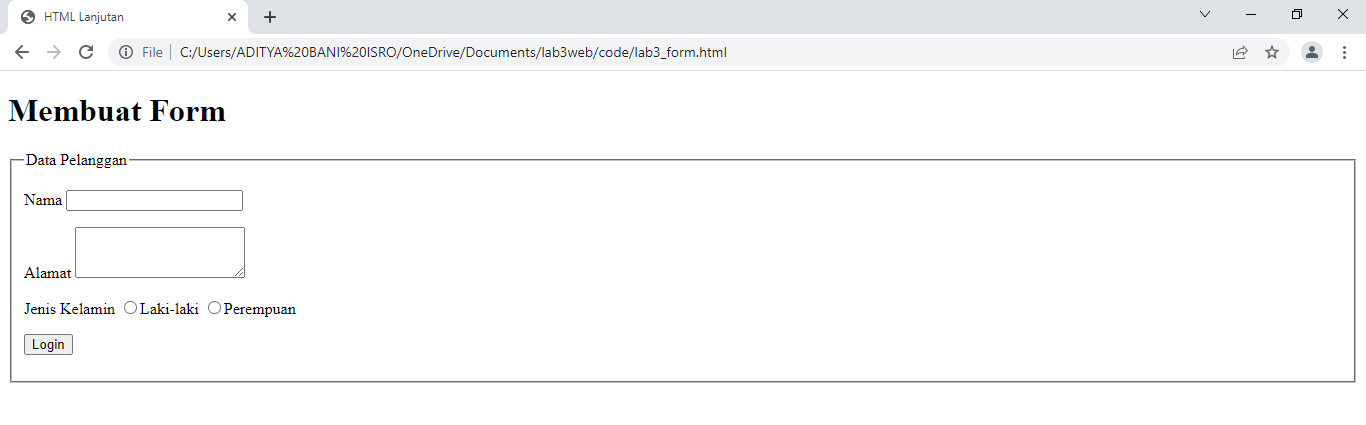 HTML Lanjutan
File C:/Users/ADITYA%20BANI%20ISRO/OneDrive/Documents/lab3web/code/lab3_form.html
Membuat Form
Data Pelanggan
Nama
Alamat
Jenis Kelamin Laki-laki Perempuan
Login